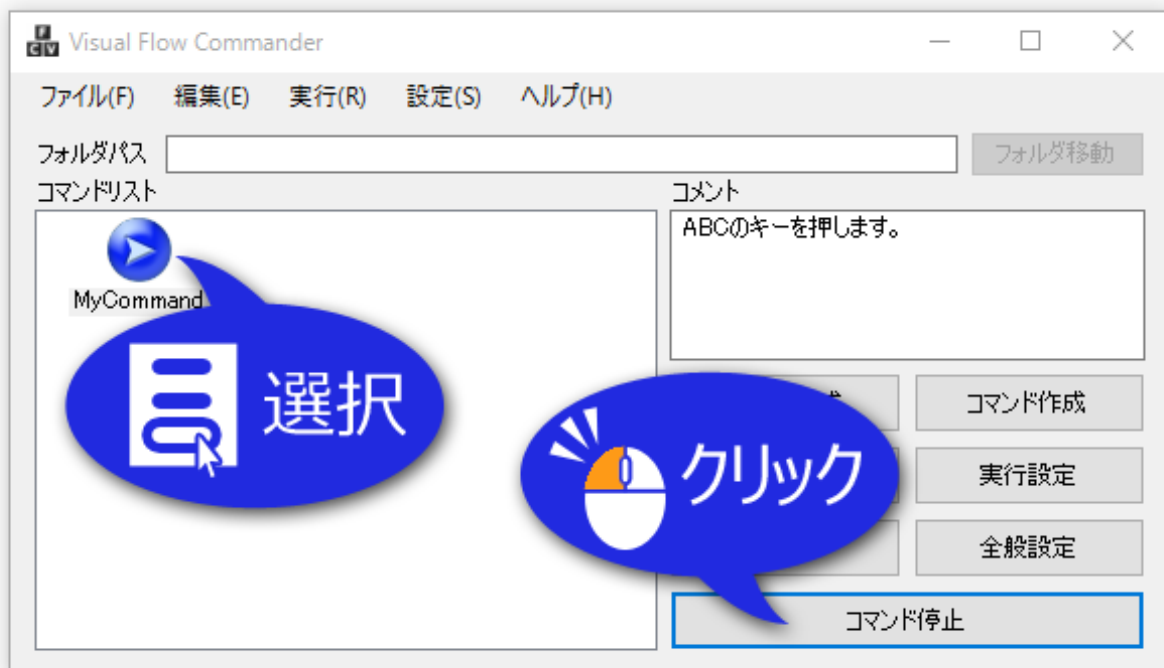 Visual Flow Commander
ファイル(F) 編集(E) 実行(R) 設定(S) ヘルプ(H)
フォルダパス フォルダ移動
コマンドリスト
MyCommand
選択
コメント
ABCのキーを押します。
コマンド作成
クリック
実行設定
全般設定
コマンド停止